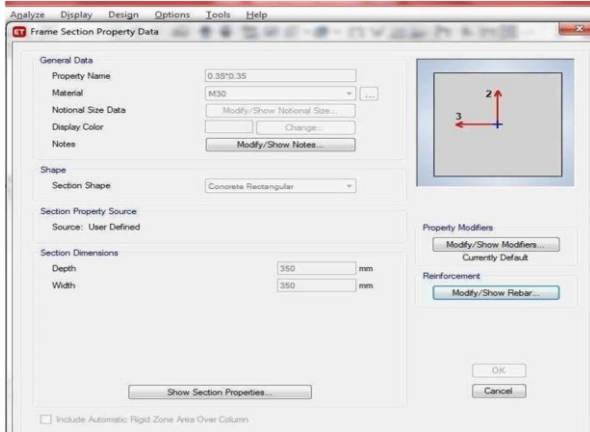 Analyze Display Design Options Tools Help
ET Frame Section Property Data
General Data
Property Name 0.35*0.35
Material M30 ...
Notional Size Data Modify/Show Notional Size...
Display Color Change...
Notes Modify/Show Notes...
2
3
Shape
Section Shape Concrete Rectangular
Section Property Source
Source: User Defined
Property Modifiers
Modify/Show Modifiers...
Currently Default
Section Dimensions
Depth 350 mm
Width 350 mm
Reinforcement
Modify/Show Rebar...
OK
Show Section Properties...
Cancel
Include Automatic Rigid Zone Area Over Column